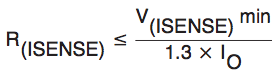 R(ISENSE) ≤ V(ISENSE) min / 1.3 × IO